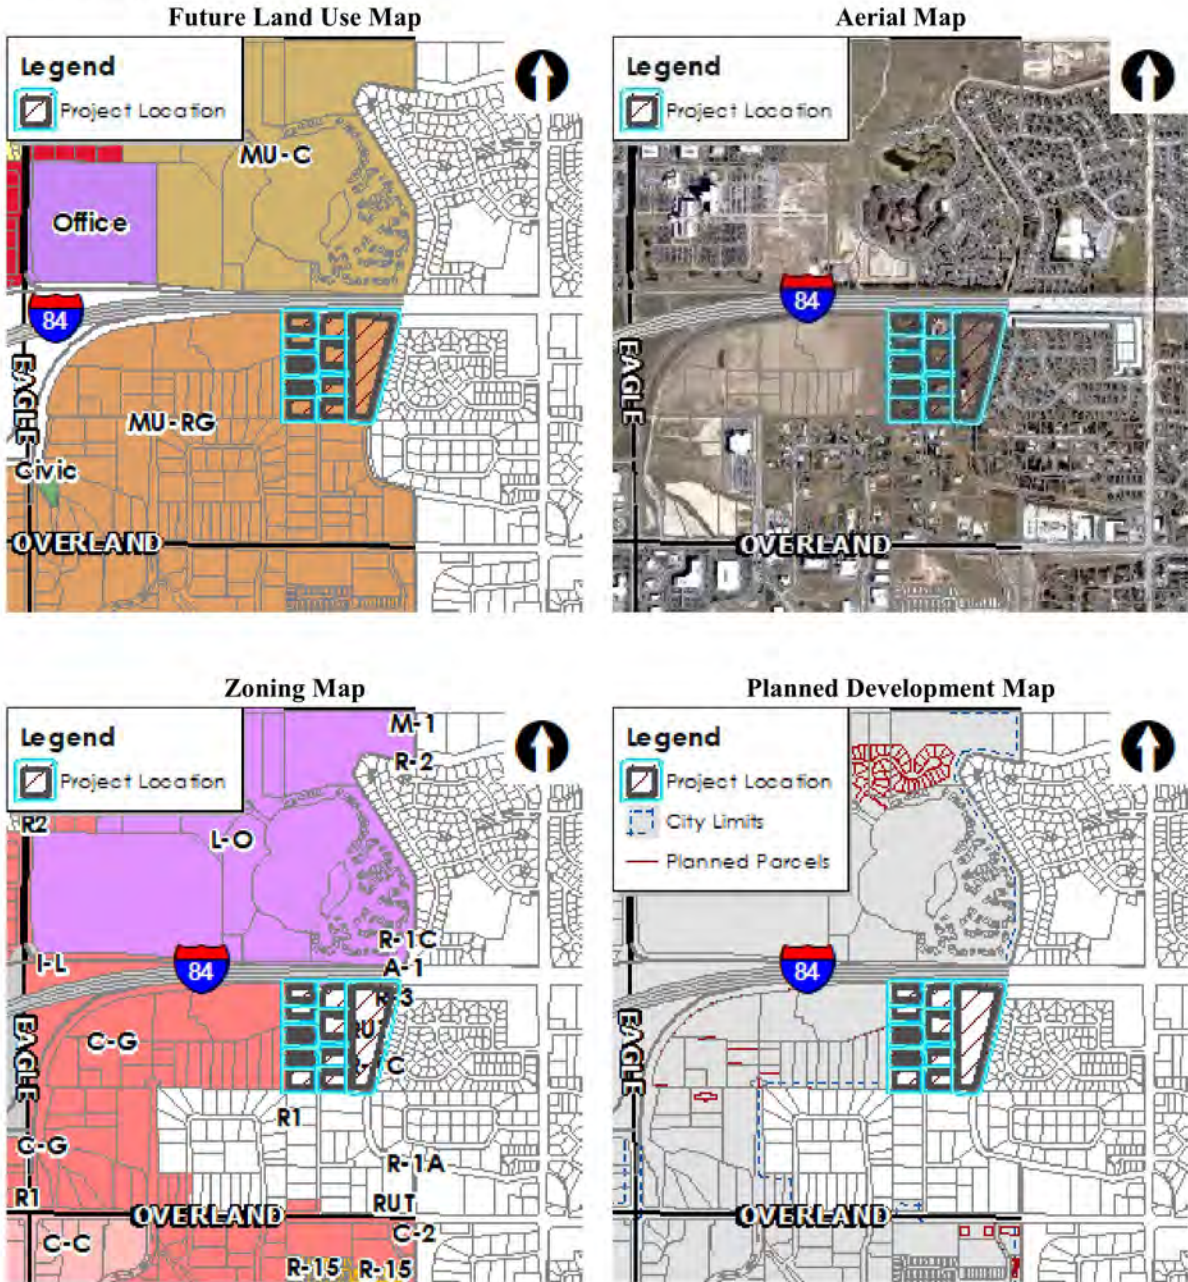 Future Land Use Map
Legend
Project Location
MU-C
Office
84
EAGLE
MU-RG
Civic
OVERLAND
Aerial Map
Legend
Project Location
84
EAGLE
OVERLAND
Zoning Map
Legend
Project Location
M-1
R-2
R2
L-O
R-1C
I-L
84
A-1
EAGLE
C-G
R1
C-G
R-1A
R1
RUT
OVERLAND
C-2
C-C
R-15
R-15
Planned Development Map
Legend
Project Location
City Limits
Planned Parcels
84
EAGLE
OVERLAND